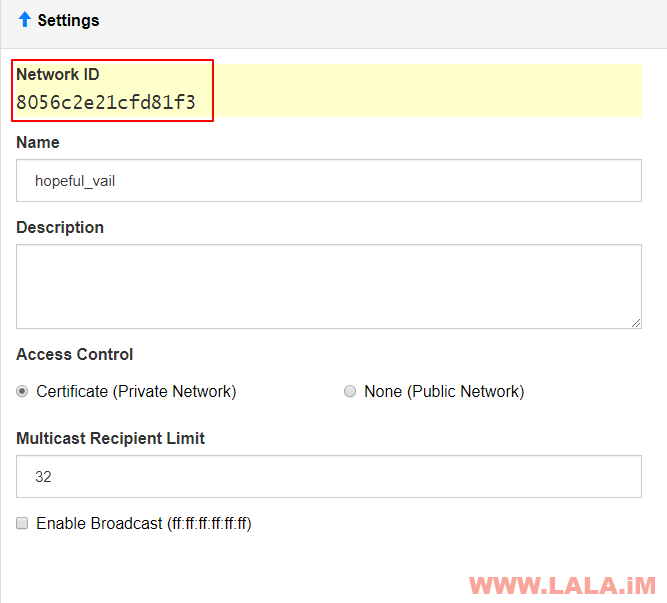 Settings
Network ID
8056c2e21cfd81f3
Name
hopeful_vail
Description
Access Control
Certificate (Private Network) None (Public Network)
Multicast Recipient Limit
32
Enable Broadcast (ff:ff:ff:ff:ff:ff)
WWW.LALA.iM